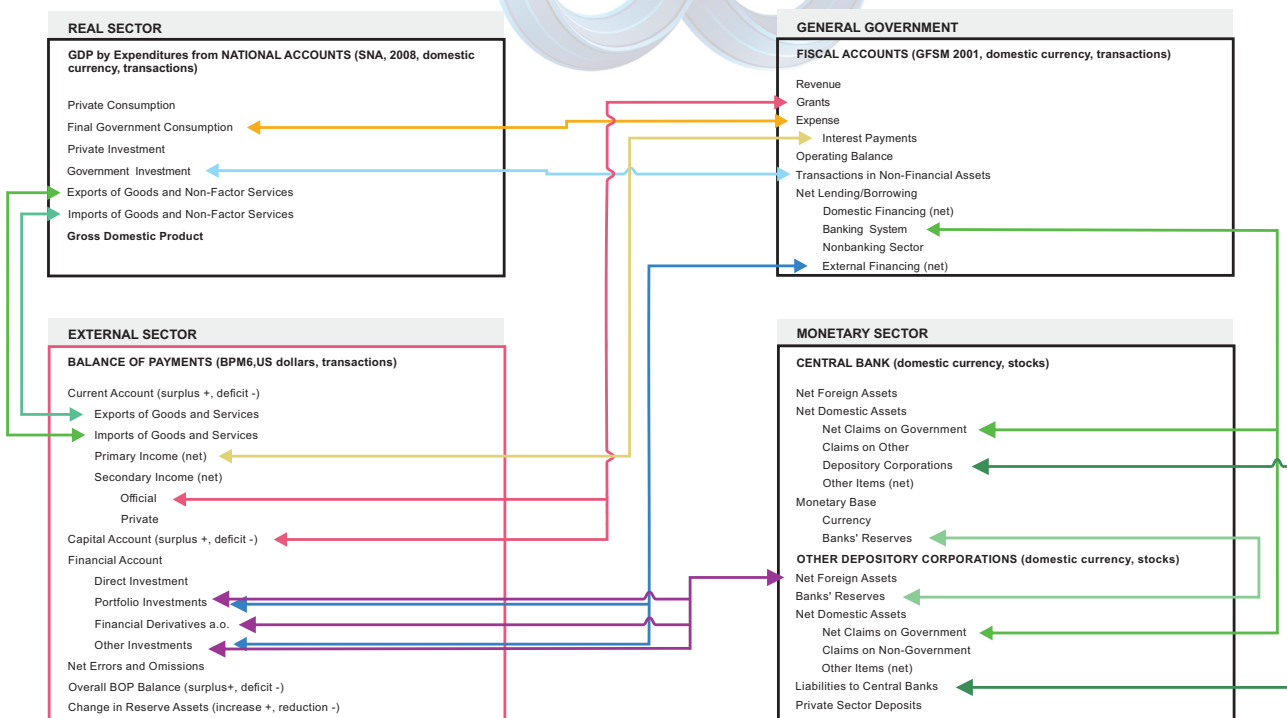 REAL SECTOR
GDP by Expenditures from NATIONAL ACCOUNTS (SNA, 2008, domestic
currency, transactions)
Private Consumption
Final Government Consumption
Private Investment
Government Investment
Exports of Goods and Non-Factor Services
Imports of Goods and Non-Factor Services
Gross Domestic Product
GENERAL GOVERNMENT
FISCAL ACCOUNTS (GFSM 2001, domestic currency, transactions)
Revenue
Grants
Expense
Interest Payments
Operating Balance
Transactions in Non-Financial Assets
Net Lending/Borrowing
Domestic Financing (net)
Banking System
Nonbanking Sector
External Financing (net)
EXTERNAL SECTOR
BALANCE OF PAYMENTS (BPM6,US dollars, transactions)
Current Account (surplus +, deficit -)
Exports of Goods and Services
Imports of Goods and Services
Primary Income (net)
Secondary Income (net)
Official
Private
Capital Account (surplus +, deficit -)
Financial Account
Direct Investment
Portfolio Investments
Financial Derivatives a.o.
Other Investments
Net Errors and Omissions
Overall BOP Balance (surplus+, deficit -)
Change in Reserve Assets (increase +, reduction -)
MONETARY SECTOR
CENTRAL BANK (domestic currency, stocks)
Net Foreign Assets
Net Domestic Assets
Net Claims on Government
Claims on Other
Depository Corporations
Other Items (net)
Monetary Base
Currency
Banks' Reserves
OTHER DEPOSITORY CORPORATIONS (domestic currency, stocks)
Net Foreign Assets
Banks' Reserves
Net Domestic Assets
Net Claims on Government
Claims on Non-Government
Other Items (net)
Liabilities to Central Banks
Private Sector Deposits